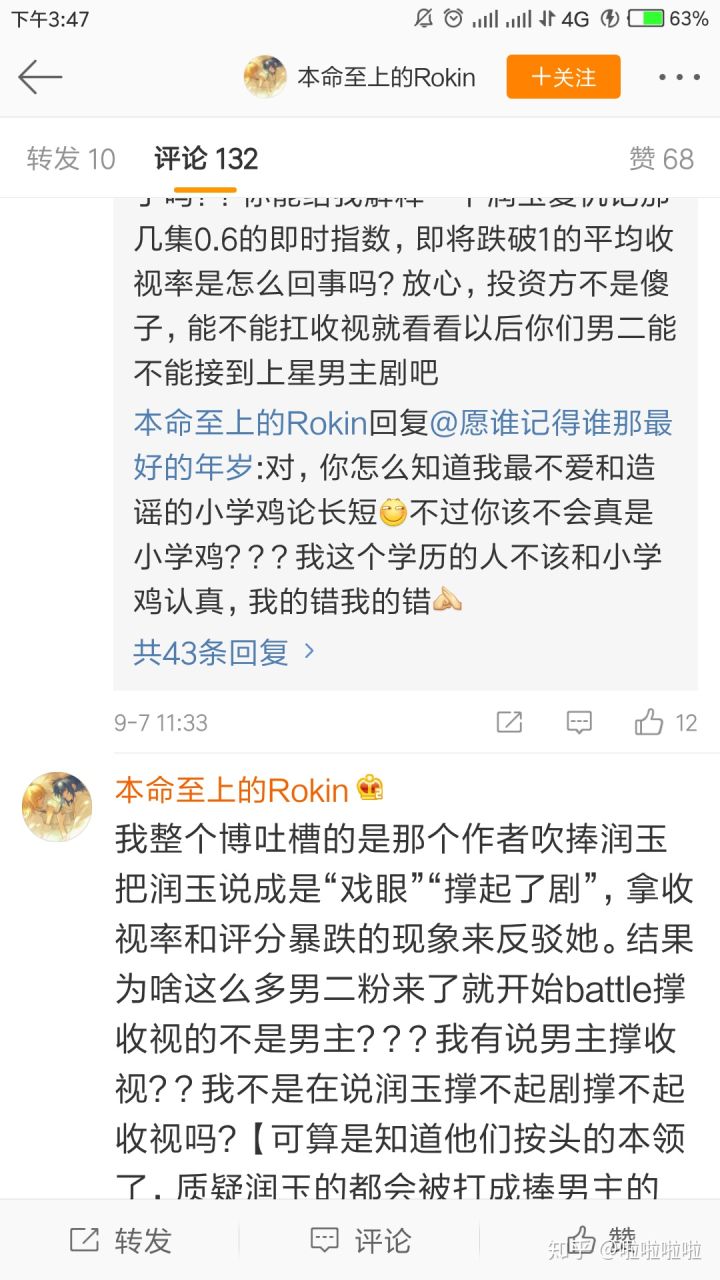 下午3:47
4G
63%
本命至上的Rokin
十关注
转发 10
评论 132
赞 68
几集0.6的即时指数，即将跌破1的平均收
视率是怎么回事吗？放心，投资方不是傻
子，能不能扛收视就看看以后你们男二能
不能接到上星男主剧吧
本命至上的Rokin回复@愿谁记得谁那最
好的年岁:对，你怎么知道我最不爱和造
谣的小学鸡论长短不过你该不会真是
小学鸡？？？我这个学历的人不该和小学
鸡认真，我的错我的错
共43条回复
9-7 11:33
12
本命至上的Rokin
我整个博吐槽的是那个作者吹捧润玉
把润玉说成是“戏眼”“撑起了剧”，拿收
视率和评分暴跌的现象来反驳她。结果
为啥这么多男二粉来了就开始battle撑
收视的不是男主？？？我有说男主撑收
视？？我不是在说润玉撑不起剧撑不起
收视吗？【可算是知道他们按头的本领
了，质疑润玉的都会被打成捧男主的
转发
评论
赞
知乎 @啦啦啦啦